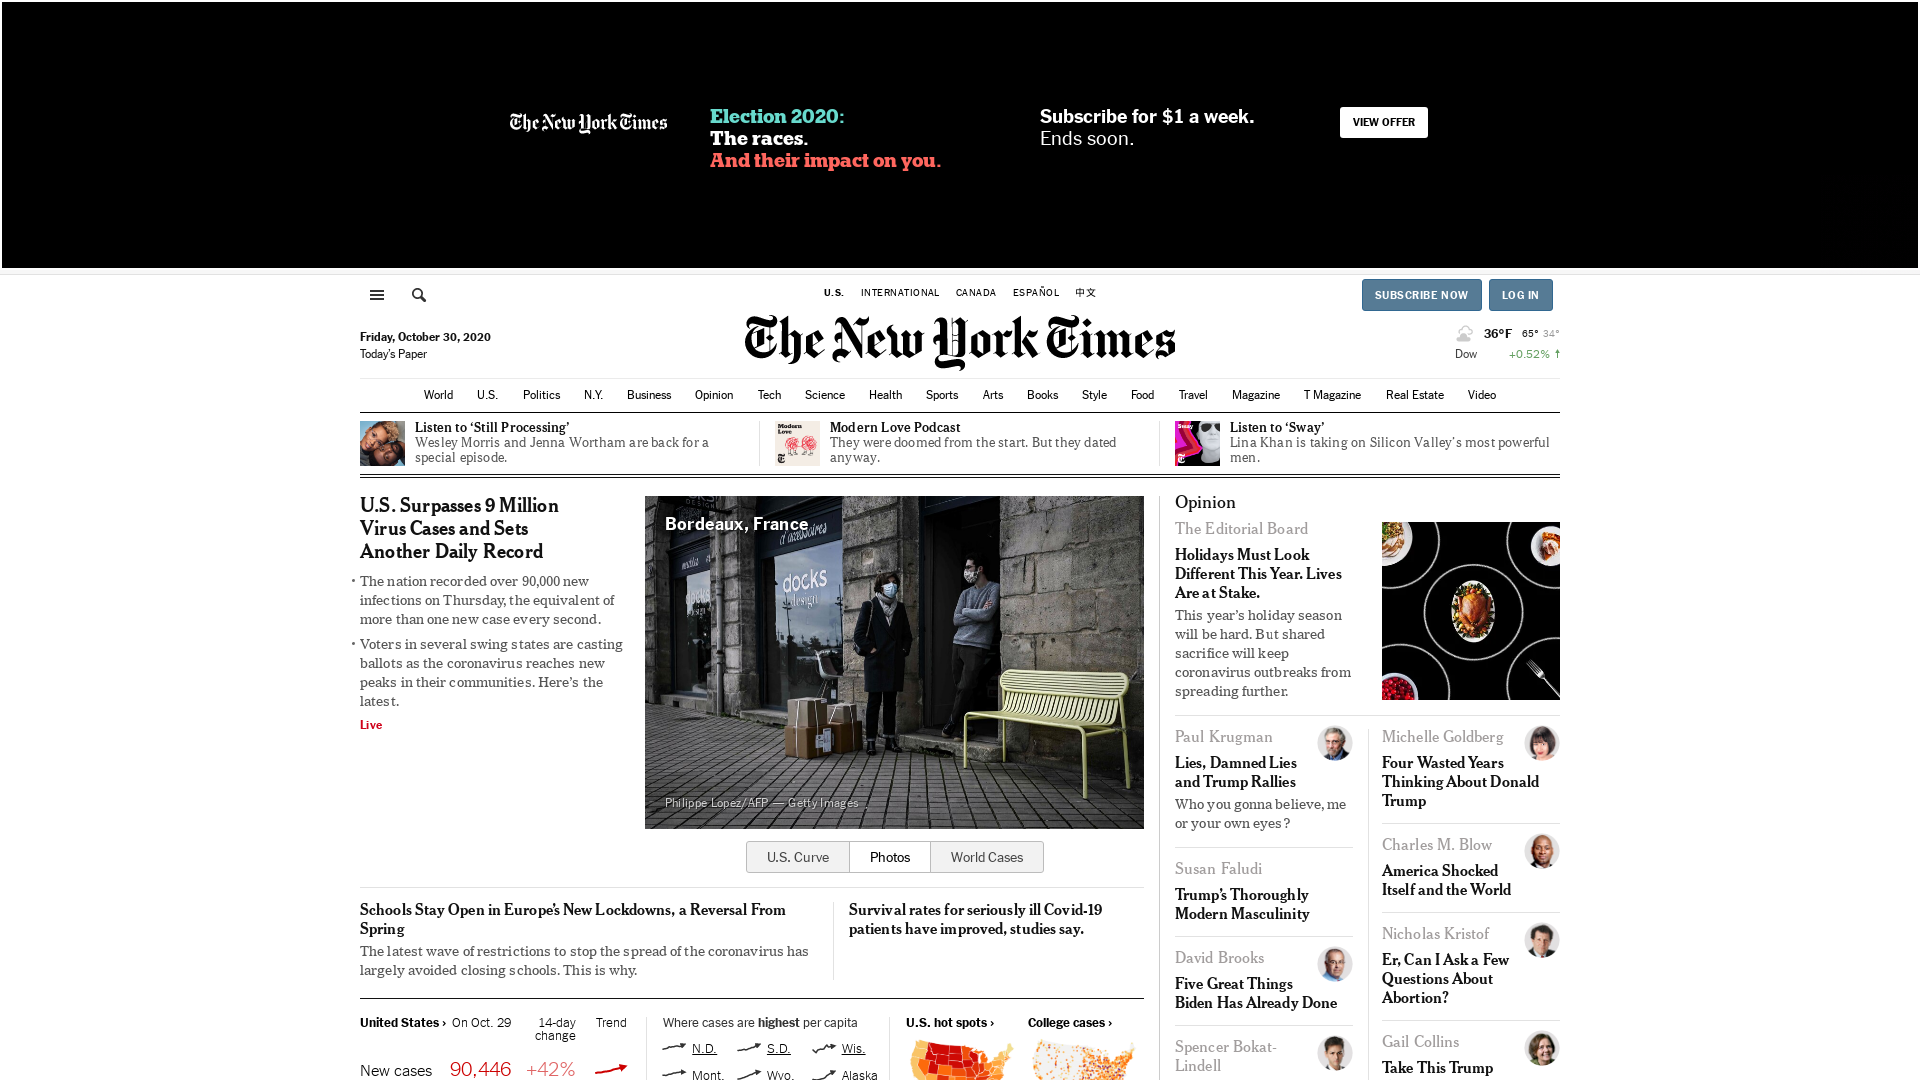 The New York Times
Election 2020:
The races.
And their impact on you.
Subscribe for $1 a week.
Ends soon.
VIEW OFFER
U.S. INTERNATIONAL CANADA ESPAÑOL 中文
SUBSCRIBE NOW
LOG IN
Friday, October 30, 2020
Today's Paper
The New York Times
36°F 65° 34°
Dow +0.52% ↑
World U.S. Politics N.Y. Business Opinion Tech Science Health Sports Arts Books Style Food Travel Magazine T Magazine Real Estate Video
Listen to ‘Still Processing’
Wesley Morris and Jenna Wortham are back for a
special episode.
Modern
Love
Modern Love Podcast
They were doomed from the start. But they dated
anyway.
Sway
Listen to ‘Sway’
Lina Khan is taking on Silicon Valley’s most powerful
men.
U.S. Surpasses 9 Million
Virus Cases and Sets
Another Daily Record
• The nation recorded over 90,000 new
infections on Thursday, the equivalent of
more than one new case every second.
• Voters in several swing states are casting
ballots as the coronavirus reaches new
peaks in their communities. Here’s the
latest.
Live
Bordeaux, France
d'accessoires
docks
design
docks
design
Philippe Lopez/AFP — Getty Images
U.S. Curve
Photos
World Cases
Schools Stay Open in Europe’s New Lockdowns, a Reversal From
Spring
The latest wave of restrictions to stop the spread of the coronavirus has
largely avoided closing schools. This is why.
Survival rates for seriously ill Covid-19
patients have improved, studies say.
United States › On Oct. 29 14-day
change Trend
New cases 90,446 +42%
Where cases are highest per capita
N.D. S.D. Wis.
Mont. Wyo. Alaska
U.S. hot spots ›
College cases ›
Opinion
The Editorial Board
Holidays Must Look
Different This Year. Lives
Are at Stake.
This year’s holiday season
will be hard. But shared
sacrifice will keep
coronavirus outbreaks from
spreading further.
Paul Krugman
Lies, Damned Lies
and Trump Rallies
Who you gonna believe, me
or your own eyes?
Susan Faludi
Trump’s Thoroughly
Modern Masculinity
David Brooks
Five Great Things
Biden Has Already Done
Spencer Bokat-
Lindell
Michelle Goldberg
Four Wasted Years
Thinking About Donald
Trump
Charles M. Blow
America Shocked
Itself and the World
Nicholas Kristof
Er, Can I Ask a Few
Questions About
Abortion?
Gail Collins
Take This Trump